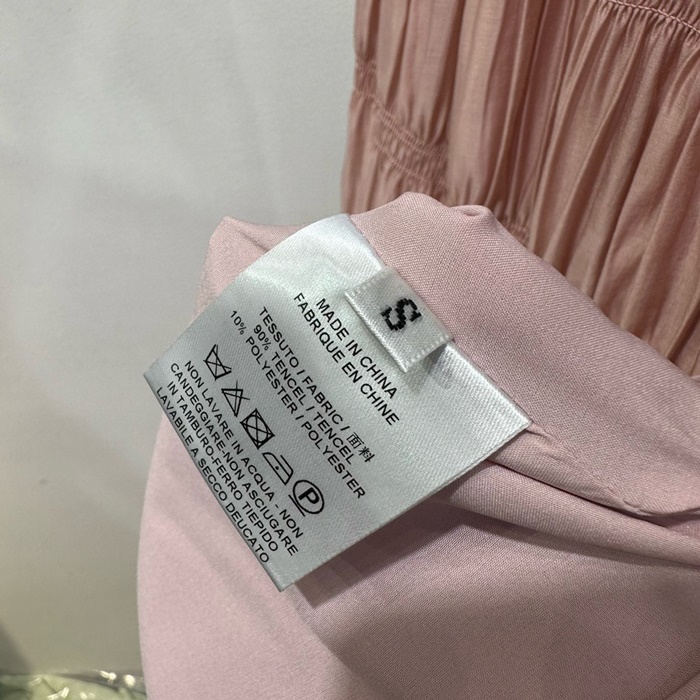 S
MADE IN CHINA
FABRIQUE EN CHINE
TESSUTO / FABRIC / 面料
90% TENCEL / TENCEL
10% POLYESTER / POLYESTER
P
NON LAVARE IN ACQUA - NON
CANDEGGIARE-NON ASCIUGARE
IN TAMBURO-FERRO TIEPIDO
LAVABILE A SECCO DEUCATO